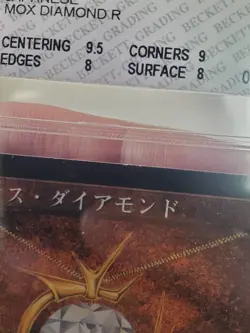 MOX DIAMOND R
CENTERING 9.5 CORNERS 9
EDGES 8 SURFACE 8
ス・ダイアモンド